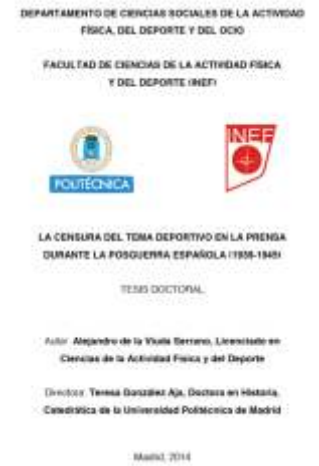 DEPARTAMENTO DE CIENCIAS SOCIALES DE LA ACTIVIDAD
FÍSICA, DEL DEPORTE Y DEL OCIO
FACULTAD DE CIENCIAS DE LA ACTIVIDAD FÍSICA
Y DEL DEPORTE (INEF)
POLITÉCNICA
INEF
LA CENSURA DEL TEMA DEPORTIVO EN LA PRENSA
DURANTE LA POSGUERRA ESPAÑOLA (1939-1945)
TESIS DOCTORAL
Autor: Alejandro de la Viuda Serrano, Licenciado en
Ciencias de la Actividad Física y del Deporte
Directora: Teresa González Aja, Doctora en Historia,
Catedrática de la Universidad Politécnica de Madrid
Madrid, 2014